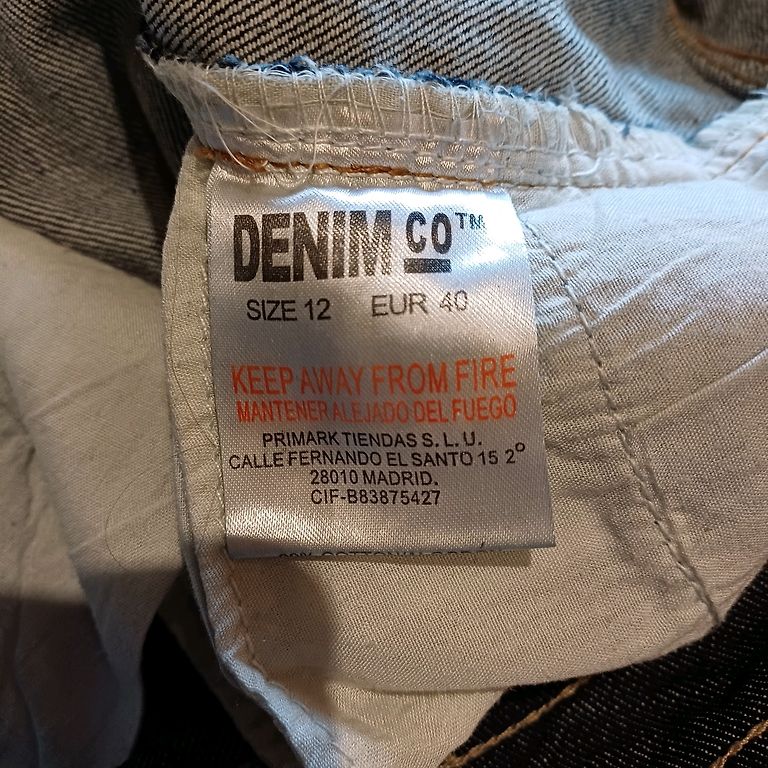 DENIM CO™
SIZE 12 EUR 40
KEEP AWAY FROM FIRE
MANTENER ALEJADO DEL FUEGO
PRIMARK TIENDAS S.L.U.
CALLE FERNANDO EL SANTO 15 2º
28010 MADRID.
CIF-B83875427